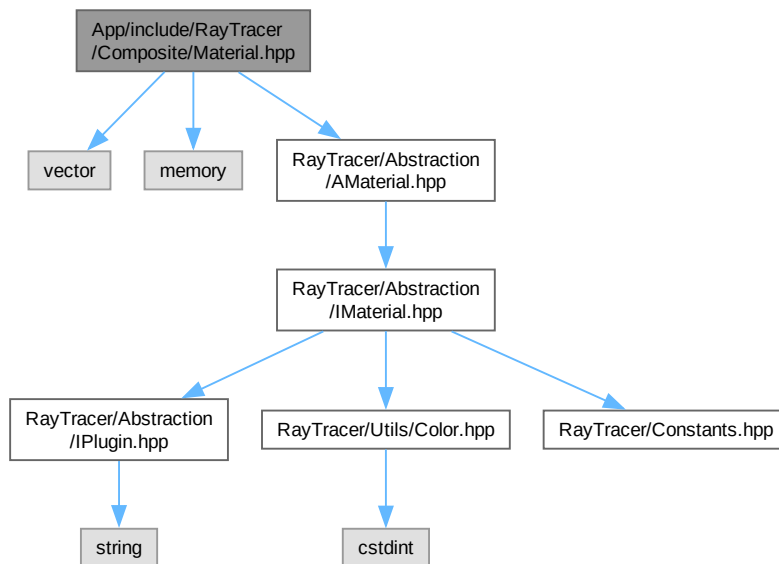 App/include/RayTracer
/Composite/Material.hpp
vector
memory
RayTracer/Abstraction
/AMaterial.hpp
RayTracer/Abstraction
/IMaterial.hpp
RayTracer/Abstraction
/IPlugin.hpp
RayTracer/Utils/Color.hpp
RayTracer/Constants.hpp
string
cstdint